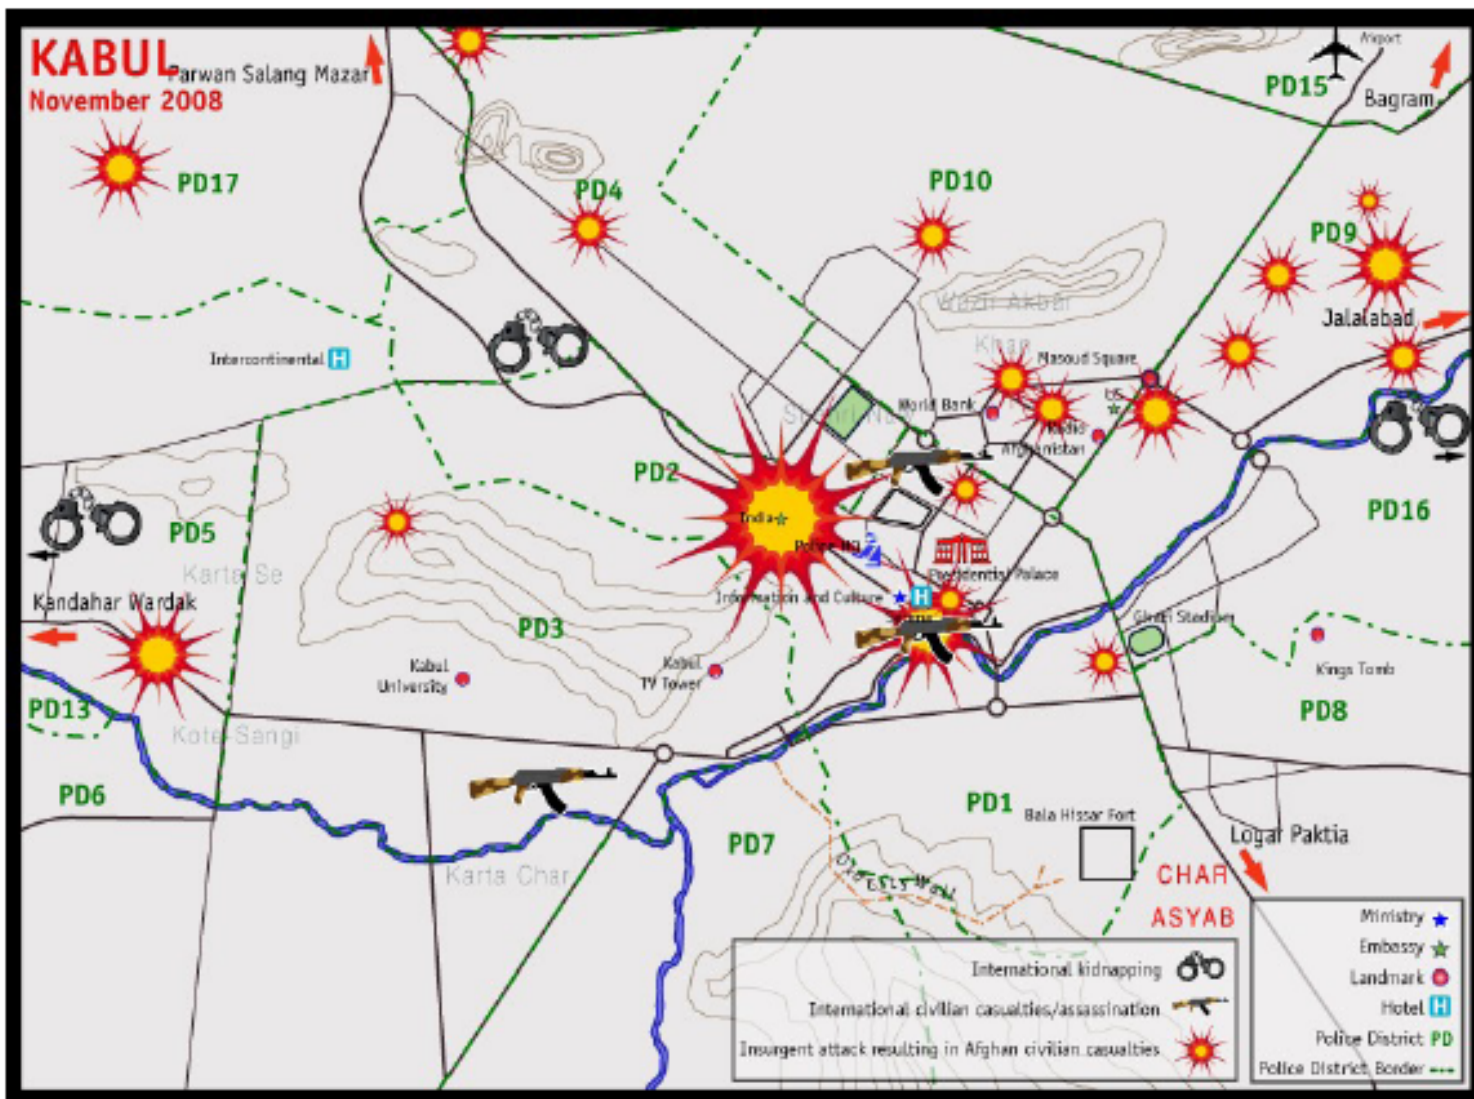 KABUL
November 2008
Parwan Salang Mazar
Airport
PD15
Bagram
PD17
PD4
PD10
PD9
Wazir Akbar
Khan
Jalalabad
Intercontinental H
Masoud Square
US
World Bank
Radio
Afghanistan
PD2
India
PD5
PD16
Karta Se
Police HQ
Presidential Palace
Kandahar Wardak
Information and Culture H
Ghazi Stadium
PD3
Kabul
University
Kabul
TV Tower
Kings Tomb
PD13
PD8
Kote-Sangi
PD6
PD1
Bala Hissar Fort
PD7
Logar Paktia
Karta Char
CHAR
ASYAB
International kidnapping
International civilian casualties/assassination
Insurgent attack resulting in Afghan civilian casualties
Ministry
Embassy
Landmark
Hotel H
Police District PD
Police District Border